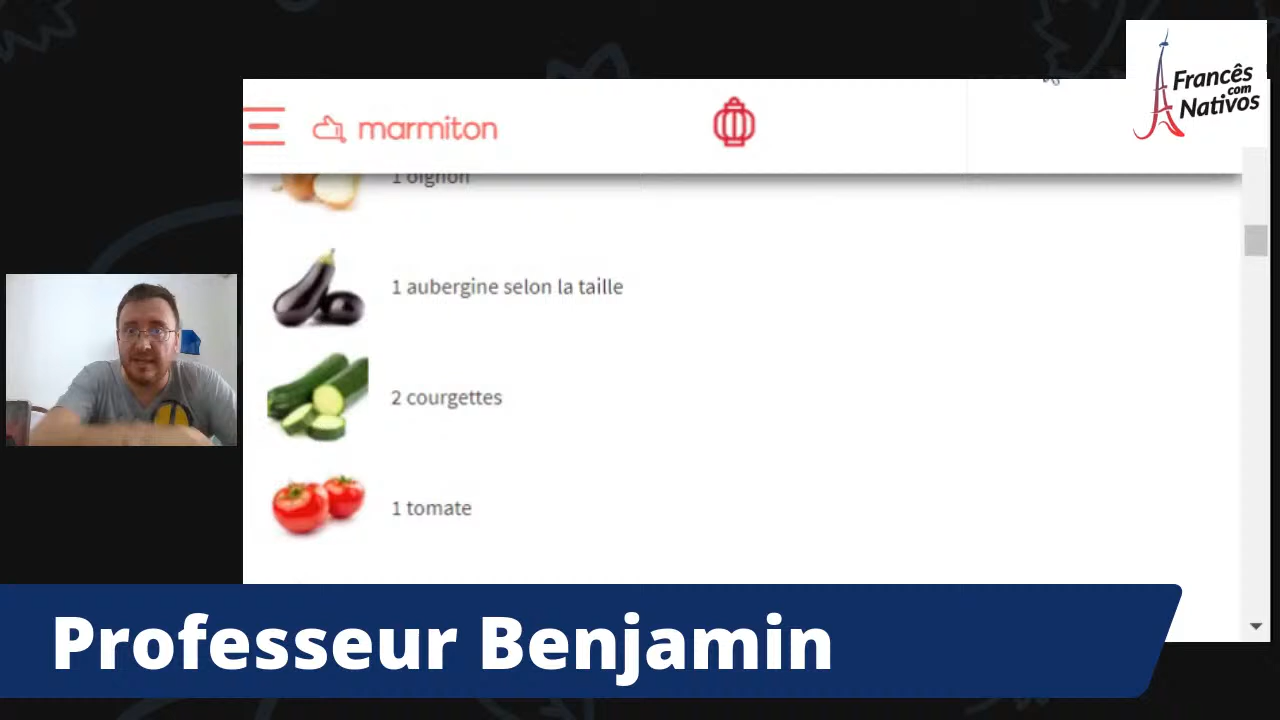 Francês
com
Nativos
marmiton
1 oignon
1 aubergine selon la taille
2 courgettes
1 tomate
Professeur Benjamin